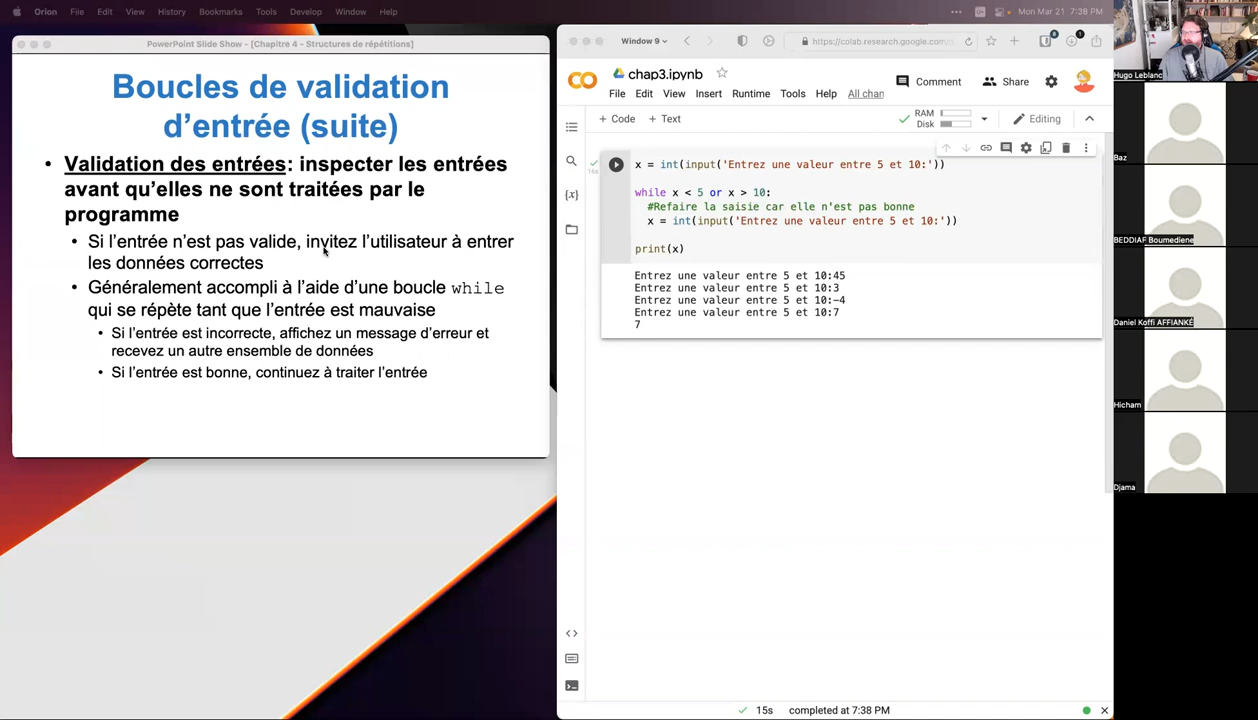 Orion File Edit View History Bookmarks Tools Develop Window Help
Mon Mar 21 7:38 PM
PowerPoint Slide Show - [Chapitre 4 – Structures de répétitions]
Boucles de validation
d’entrée (suite)
• Validation des entrées: inspecter les entrées
avant qu’elles ne sont traitées par le
programme
• Si l’entrée n’est pas valide, invitez l’utilisateur à entrer
les données correctes
• Généralement accompli à l’aide d’une boucle while
qui se répète tant que l’entrée est mauvaise
• Si l’entrée est incorrecte, affichez un message d’erreur et
recevez un autre ensemble de données
• Si l’entrée est bonne, continuez à traiter l’entrée
Window 9
https://colab.research.google.com/
chap3.ipynb
Comment
Share
File Edit View Insert Runtime Tools Help All chan
+ Code + Text
RAM
Disk
Editing
{x}
16s
x = int(input('Entrez une valeur entre 5 et 10:'))
while x < 5 or x > 10:
#Refaire la saisie car elle n'est pas bonne
x = int(input('Entrez une valeur entre 5 et 10:'))
print(x)
Entrez une valeur entre 5 et 10:45
Entrez une valeur entre 5 et 10:3
Entrez une valeur entre 5 et 10:-4
Entrez une valeur entre 5 et 10:7
7
15s completed at 7:38 PM
Hugo Leblanc
Baz
BEDDIAF Boumediene
Daniel Koffi AFFIANKÉ
Hicham
Djama